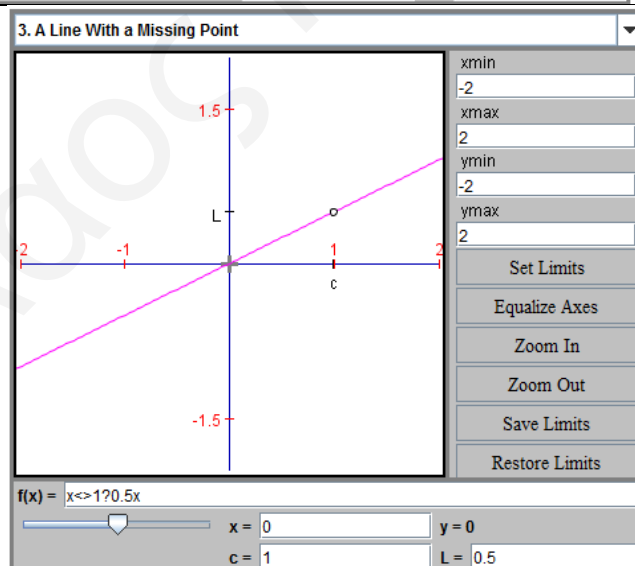 3. A Line With a Missing Point
xmin
-2
xmax
2
ymin
-2
ymax
2
Set Limits
Equalize Axes
Zoom In
Zoom Out
Save Limits
Restore Limits
1.5
L
-2 -1 1 2
c
-1.5
f(x) = x<>1?0.5x
x = 0 y = 0
c = 1 L = 0.5